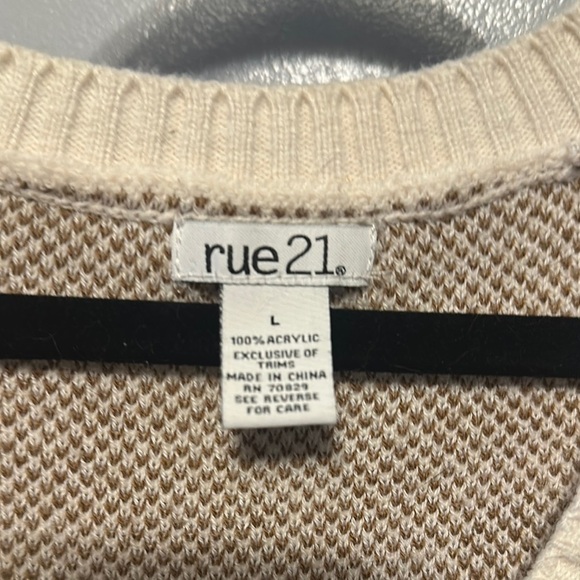 rue21®
L
100% ACRYLIC
EXCLUSIVE OF
TRIMS
MADE IN CHINA
RN 70829
SEE REVERSE
FOR CARE